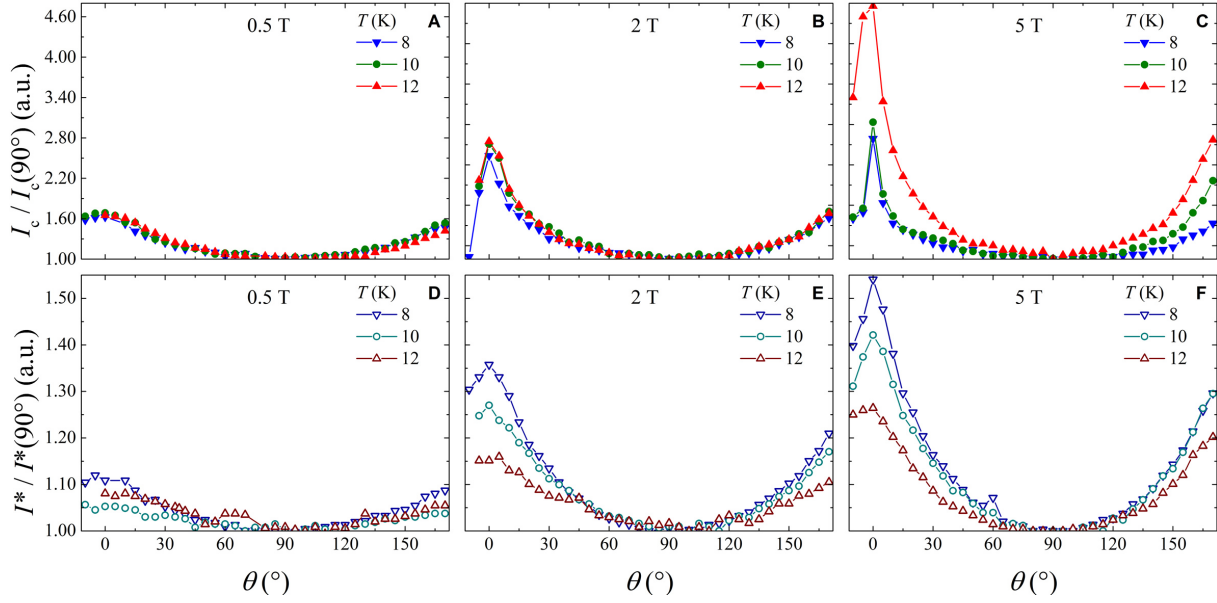 I_c / I_c(90°) (a.u.)
4.60
4.00
3.40
2.80
2.20
1.60
1.00
0.5 T
A
T (K)
8
10
12
2 T
B
T (K)
8
10
12
5 T
C
T (K)
8
10
12
I* / I*(90°) (a.u.)
1.50
1.40
1.30
1.20
1.10
1.00
0.5 T
D
T (K)
8
10
12
2 T
E
T (K)
8
10
12
5 T
F
T (K)
8
10
12
0 30 60 90 120 150
0 30 60 90 120 150
0 30 60 90 120 150
θ (°)
θ (°)
θ (°)